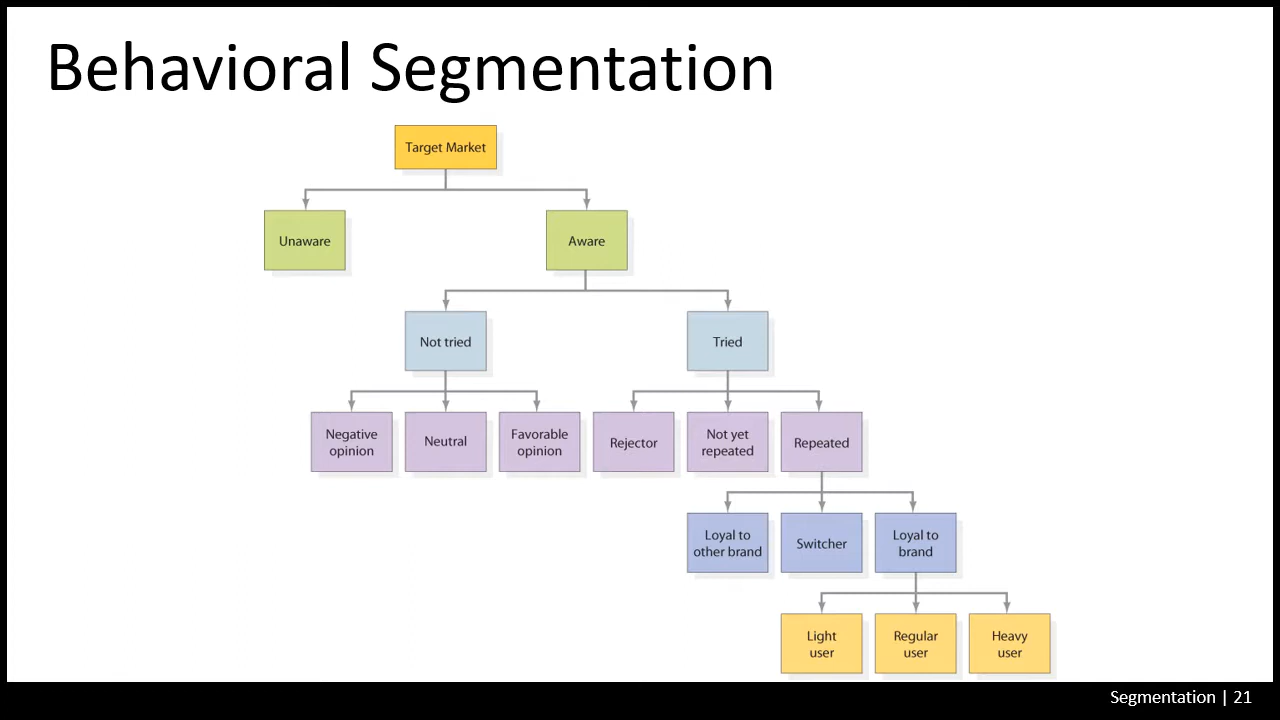 Behavioral Segmentation
Target Market
Unaware
Aware
Not tried
Tried
Negative
opinion
Neutral
Favorable
opinion
Rejector
Not yet
repeated
Repeated
Loyal to
other brand
Switcher
Loyal to
brand
Light
user
Regular
user
Heavy
user
Segmentation | 21